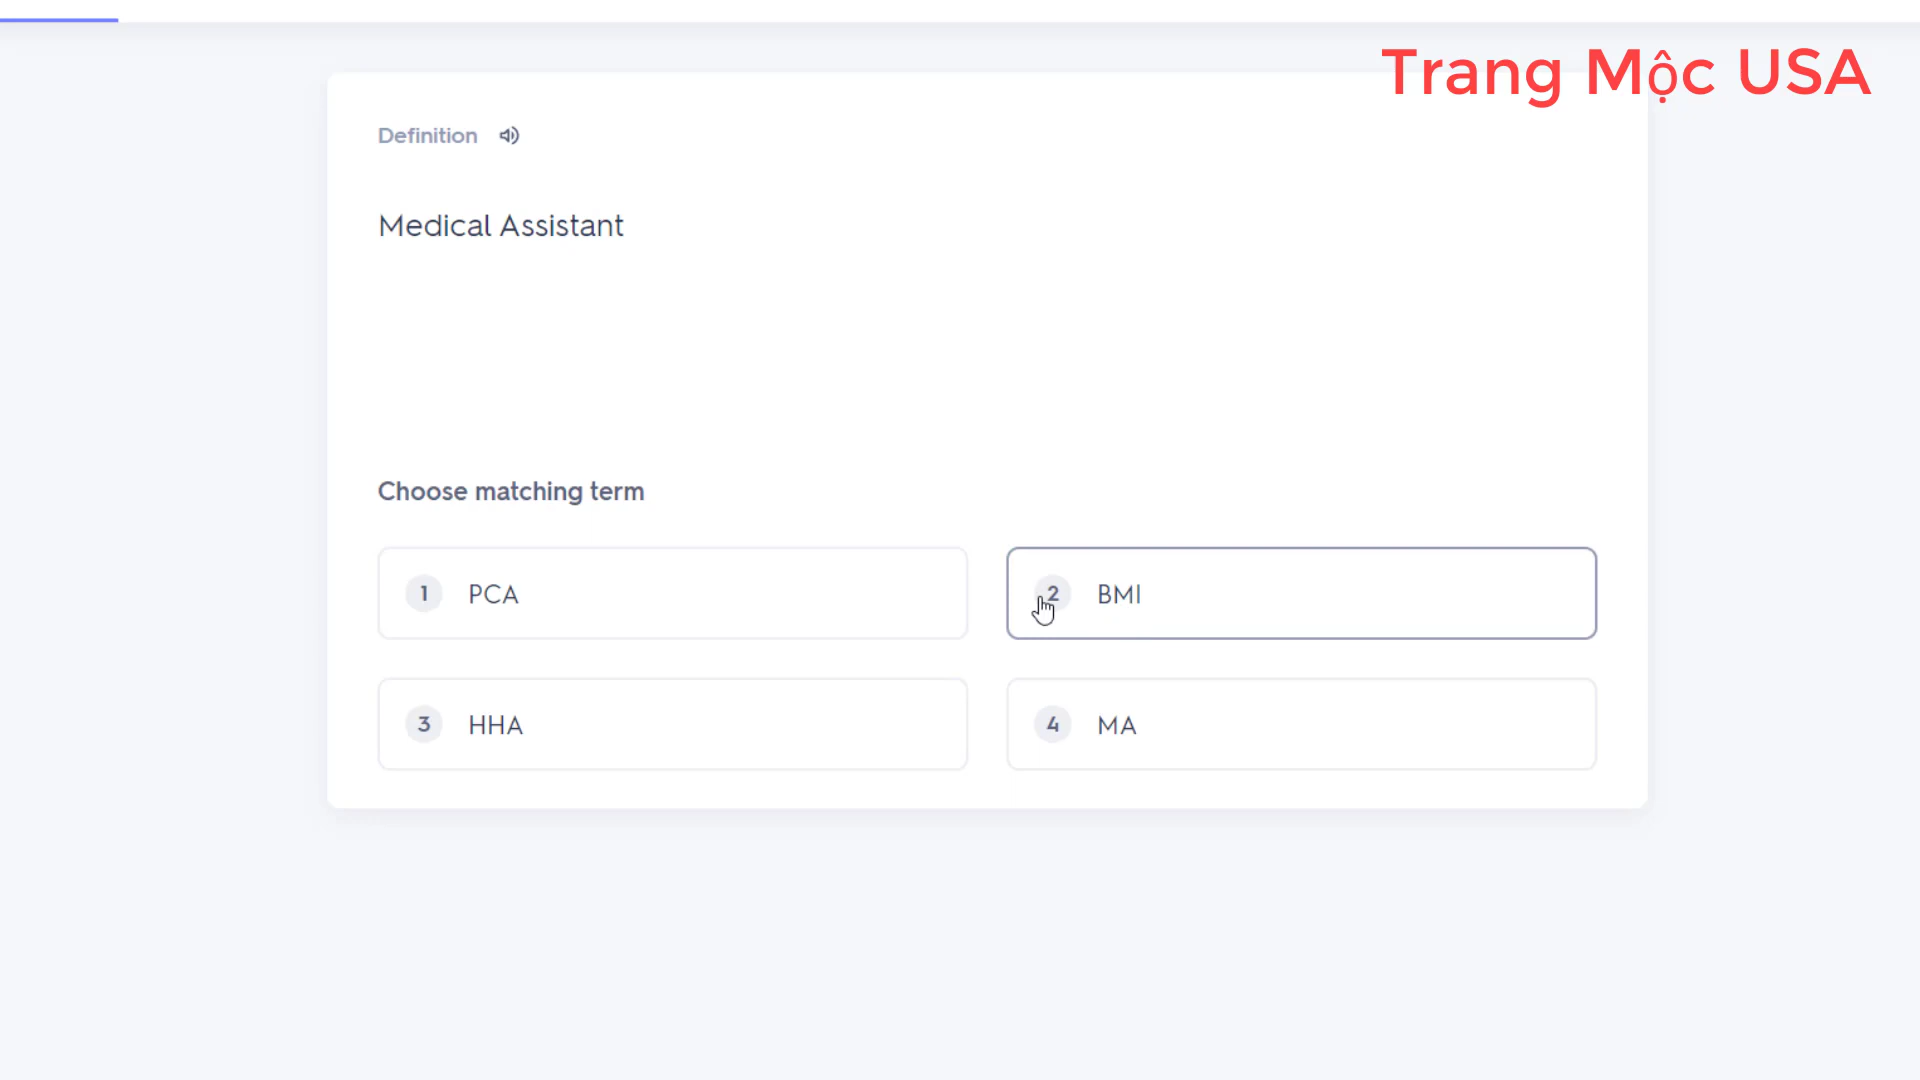 Trang Mộc USA
Definition
Medical Assistant
Choose matching term
1 PCA
2 BMI
3 HHA
4 MA